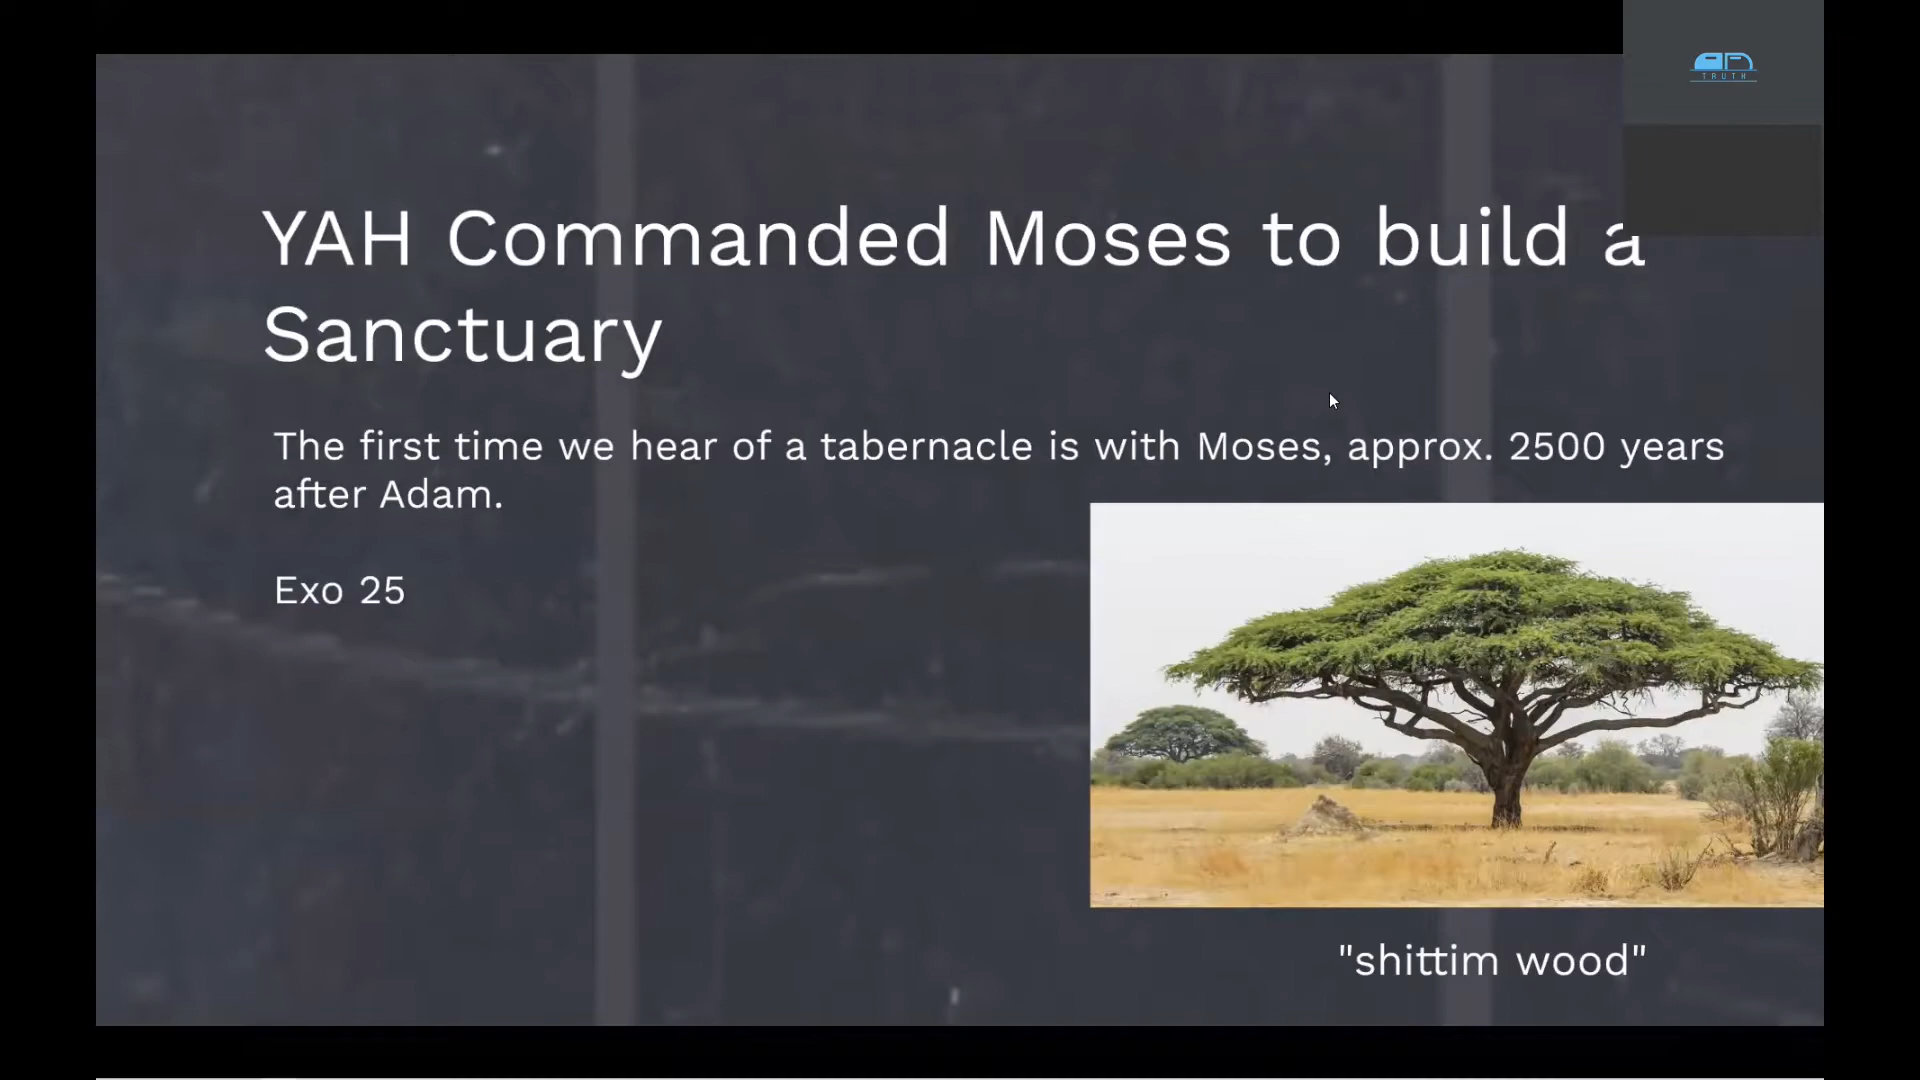 TRUTH
YAH Commanded Moses to build a
Sanctuary
The first time we hear of a tabernacle is with Moses, approx. 2500 years
after Adam.
Exo 25
"shittim wood"